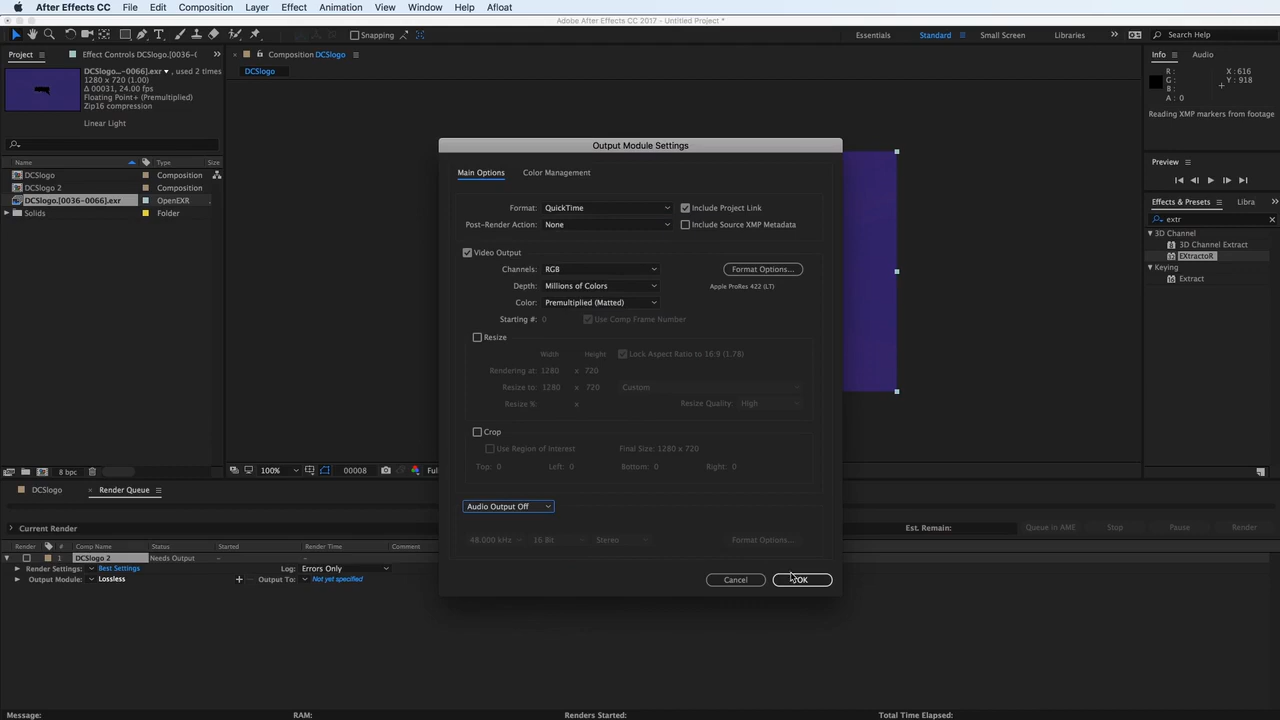 After Effects CC File Edit Composition Layer Effect Animation View Window Help Afloat
Adobe After Effects CC 2017 - Untitled Project *
Snapping Essentials Standard Small Screen Libraries Search Help
Project Effect Controls DCSlogo.[0036-0 Composition DCSlogo Info Audio
DCSlogo
DCSlogo...-0066].exr , used 2 times
1280 x 720 (1.00)
Δ 00031, 24.00 fps
Floating Point+ (Premultiplied)
Zip16 compression
Linear Light
R: X: 616
G: Y: 918
B:
A: 0
Reading XMP markers from footage
Name Type Size
DCSlogo Composition
DCSlogo 2 Composition
DCSlogo.[0036-0066].exr OpenEXR
Solids Folder
Preview
Effects & Presets Libra
extr
3D Channel
3D Channel Extract
EXtractoR
Keying
Extract
Output Module Settings
Main Options Color Management
Format: QuickTime Include Project Link
Post-Render Action: None Include Source XMP Metadata
Video Output
Channels: RGB Format Options...
Depth: Millions of Colors Apple ProRes 422 (LT)
Color: Premultiplied (Matted)
Starting #: 0 Use Comp Frame Number
Resize
Width Height Lock Aspect Ratio to 16:9 (1.78)
Rendering at: 1280 x 720
Resize to: 1280 x 720 Custom
Resize %: x Resize Quality: High
Crop
Use Region of Interest Final Size: 1280 x 720
Top: 0 Left: 0 Bottom: 0 Right: 0
Audio Output Off
48.000 kHz 16 Bit Stereo Format Options...
Cancel OK
8 bpc 100% 00008 Ful
DCSlogo Render Queue
Current Render Est. Remain: Queue in AME Stop Pause Render
Render # Comp Name Status Started Render Time Comment
1 DCSlogo 2 Needs Output - -
Render Settings: Best Settings Log: Errors Only
Output Module: Lossless Output To: Not yet specified
Message: RAM: Renders Started: Total Time Elapsed: